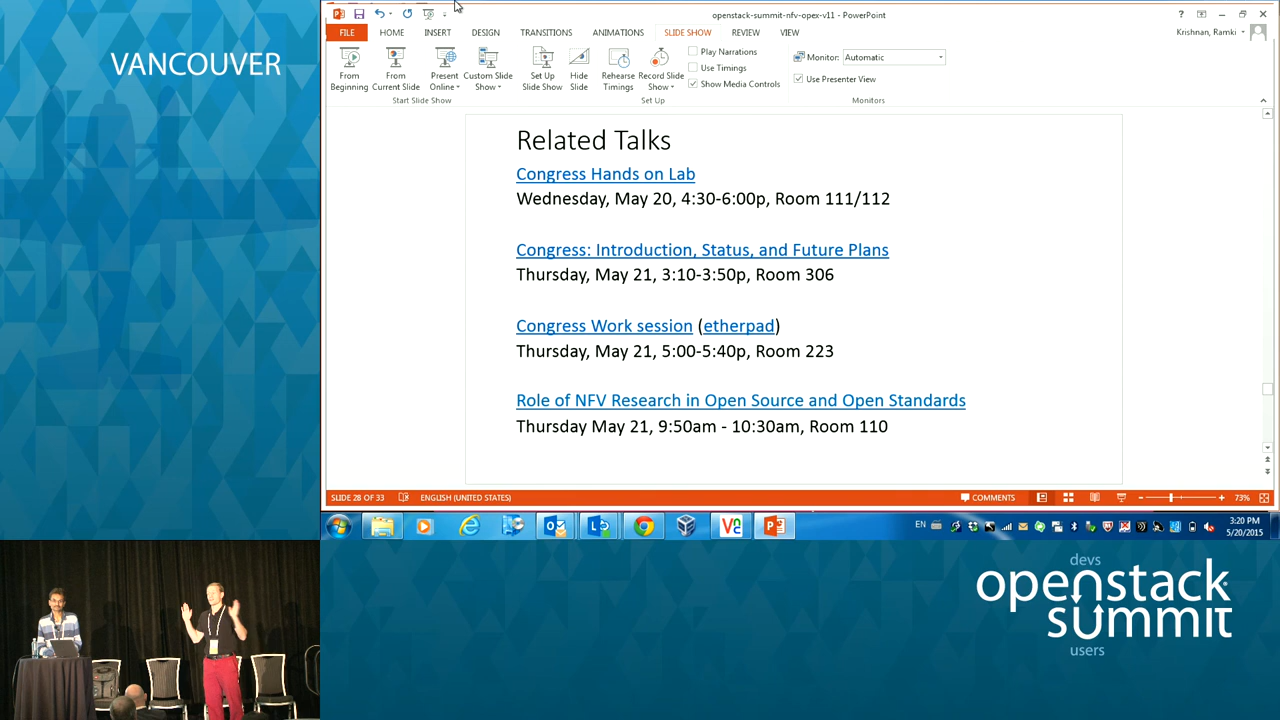 VANCOUVER
openstack-summit-nfv-opex-v11 - PowerPoint
FILE HOME INSERT DESIGN TRANSITIONS ANIMATIONS SLIDE SHOW REVIEW VIEW Krishnan, Ramki
From Beginning
From Current Slide
Present Online
Custom Slide Show
Start Slide Show
Set Up Slide Show
Hide Slide
Rehearse Timings
Record Slide Show
Play Narrations
Use Timings
Show Media Controls
Set Up
Monitor: Automatic
Use Presenter View
Monitors
Related Talks
Congress Hands on Lab
Wednesday, May 20, 4:30-6:00p, Room 111/112
Congress: Introduction, Status, and Future Plans
Thursday, May 21, 3:10-3:50p, Room 306
Congress Work session (etherpad)
Thursday, May 21, 5:00-5:40p, Room 223
Role of NFV Research in Open Source and Open Standards
Thursday May 21, 9:50am - 10:30am, Room 110
SLIDE 28 OF 33 ENGLISH (UNITED STATES) COMMENTS 73%
EN 3:20 PM
5/20/2015
devs
openstack
summit
users